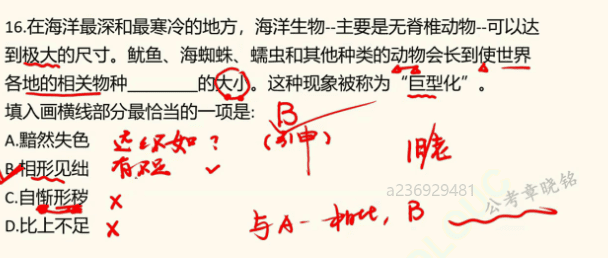 16.在海洋最深和最寒冷的地方，海洋生物--主要是无脊椎动物--可以达
到极大的尺寸。鱿鱼、海蜘蛛、蠕虫和其他种类的动物会长到使世界
各地的相关物种________的大小。这种现象被称为“巨型化”。
填入画横线部分最恰当的一项是:
B
A.黯然失色 远不如？ (引申)
B.相形见绌 有不足 ✓
C.自惭形秽 ×
a236929481
公考章晓铭
D.比上不足 ×
与A一相比，B